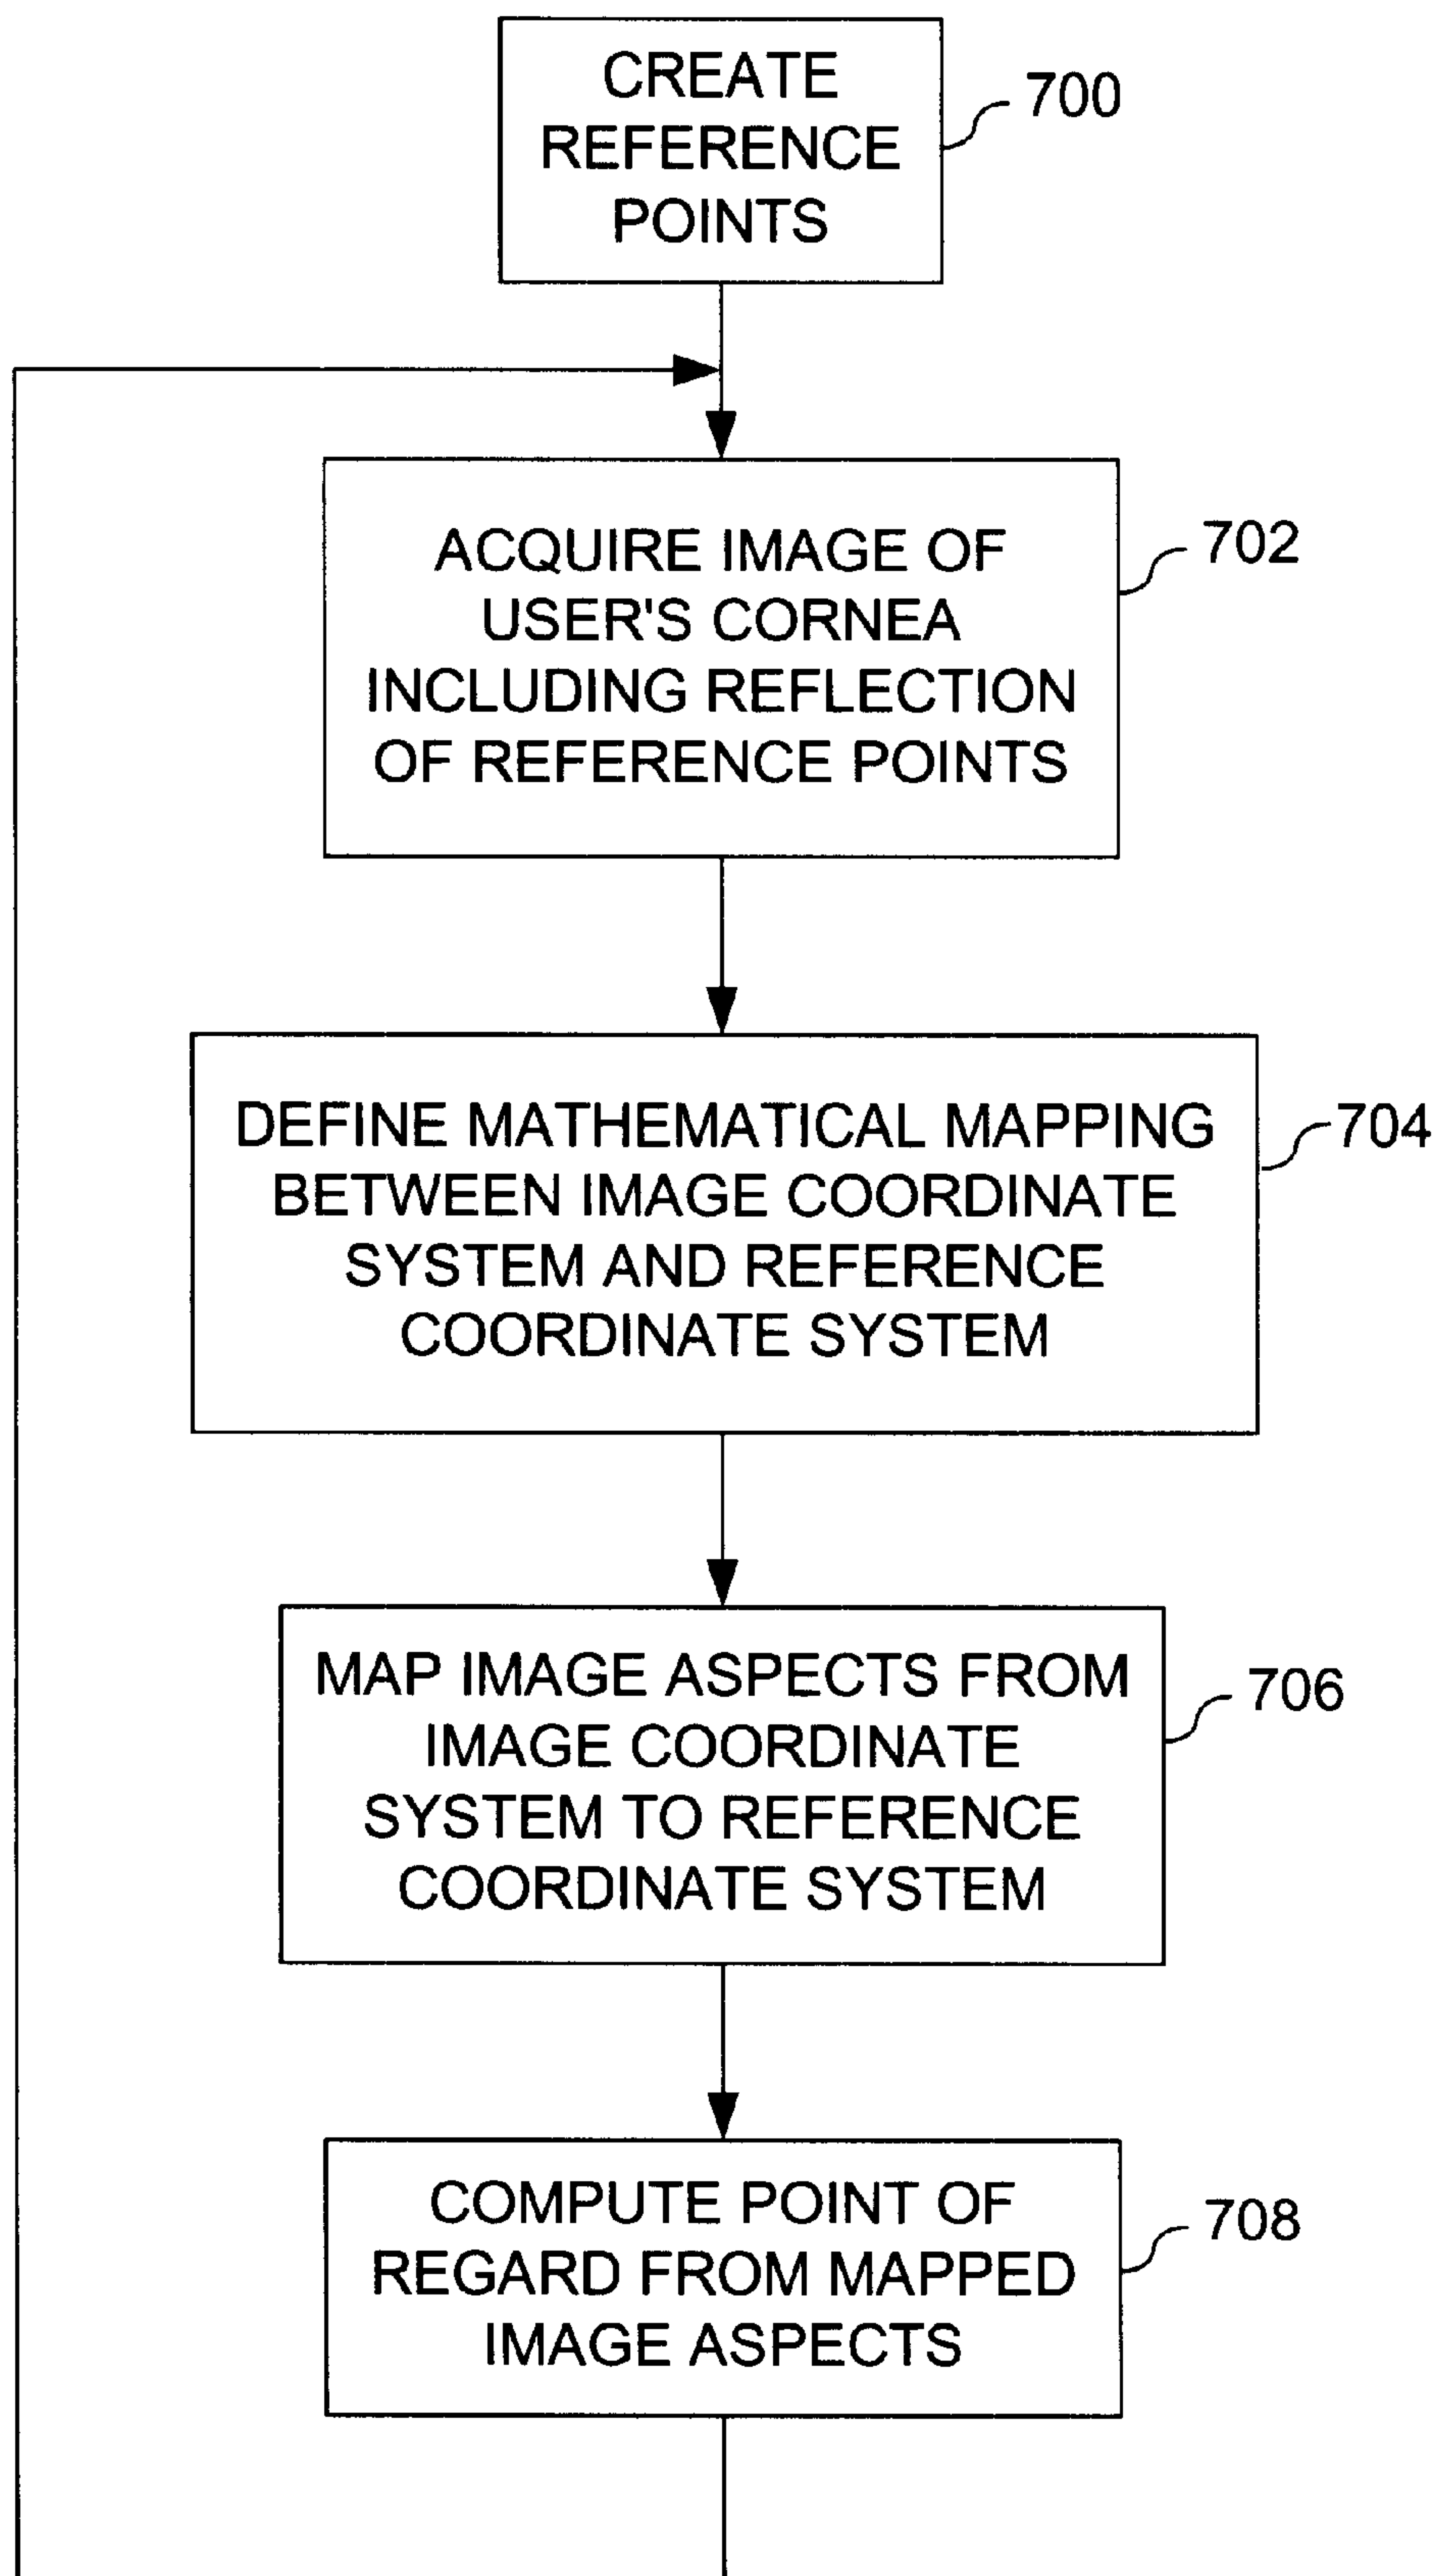 CREATE
REFERENCE
POINTS
700
ACQUIRE IMAGE OF
USER'S CORNEA
INCLUDING REFLECTION
OF REFERENCE POINTS
702
DEFINE MATHEMATICAL MAPPING
BETWEEN IMAGE COORDINATE
SYSTEM AND REFERENCE
COORDINATE SYSTEM
704
MAP IMAGE ASPECTS FROM
IMAGE COORDINATE
SYSTEM TO REFERENCE
COORDINATE SYSTEM
706
COMPUTE POINT OF
REGARD FROM MAPPED
IMAGE ASPECTS
708